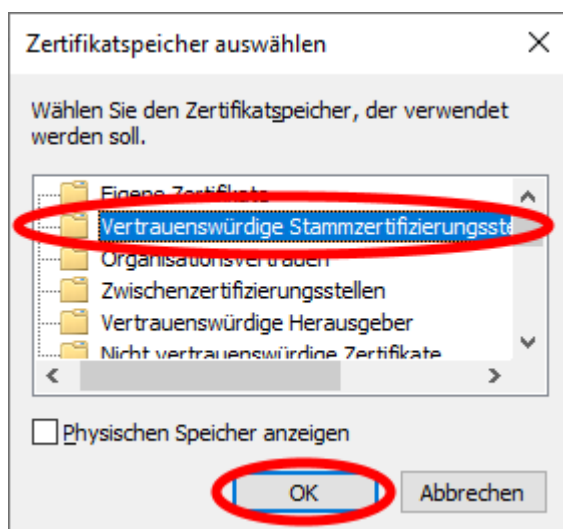 Zertifikatspeicher auswählen
Wählen Sie den Zertifikatspeicher, der verwendet
werden soll.
Eigene Zertifikate
Vertrauenswürdige Stammzertifizierungsste
Organisationsvertrauen
Zwischenzertifizierungsstellen
Vertrauenswürdige Herausgeber
Nicht vertrauenswürdige Zertifikate
Physischen Speicher anzeigen
OK
Abbrechen